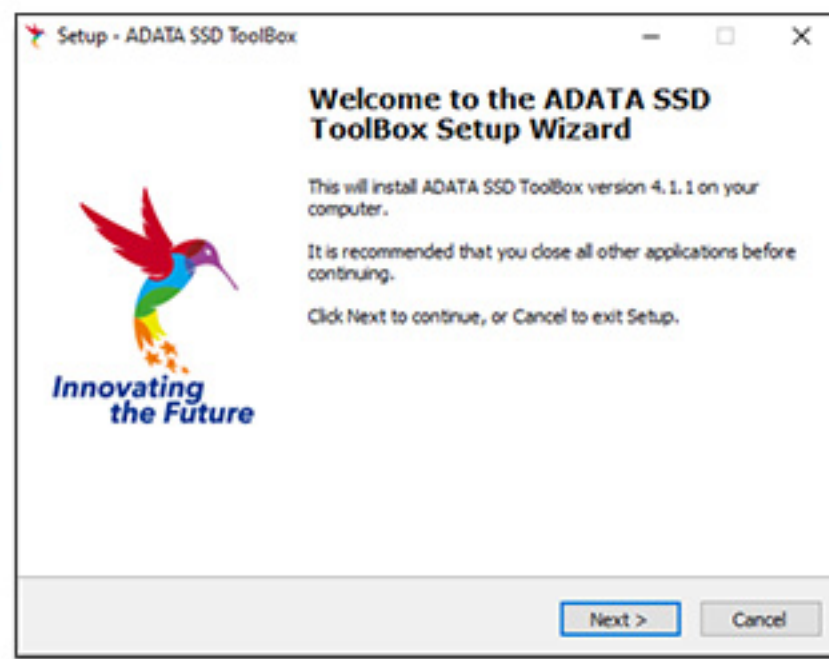 Setup - ADATA SSD ToolBox
Welcome to the ADATA SSD
ToolBox Setup Wizard
This will install ADATA SSD ToolBox version 4.1.1 on your
computer.
It is recommended that you close all other applications before
continuing.
Click Next to continue, or Cancel to exit Setup.
Innovating
the Future
Next >
Cancel